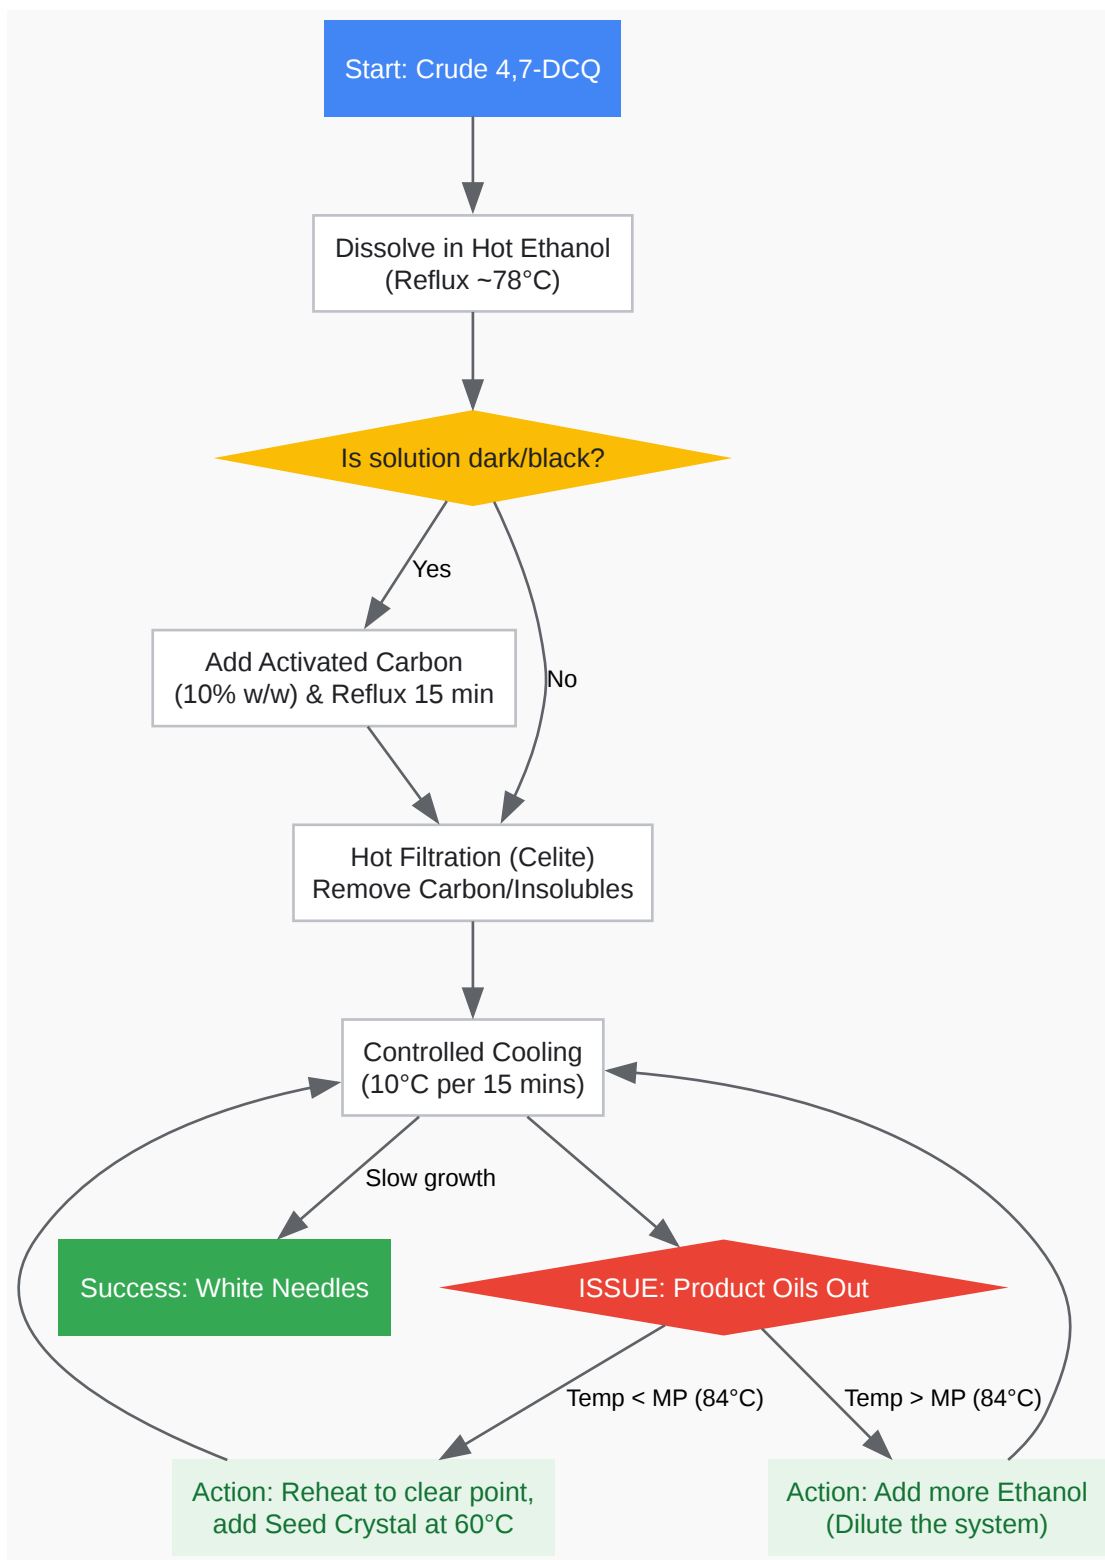 Start: Crude 4,7-DCQ
Dissolve in Hot Ethanol
(Reflux ~78°C)
Is solution dark/black?
Yes
Add Activated Carbon
(10% w/w) & Reflux 15 min
No
Hot Filtration (Celite)
Remove Carbon/Insolubles
Controlled Cooling
(10°C per 15 mins)
Slow growth
Success: White Needles
ISSUE: Product Oils Out
Temp < MP (84°C)
Temp > MP (84°C)
Action: Reheat to clear point,
add Seed Crystal at 60°C
Action: Add more Ethanol
(Dilute the system)